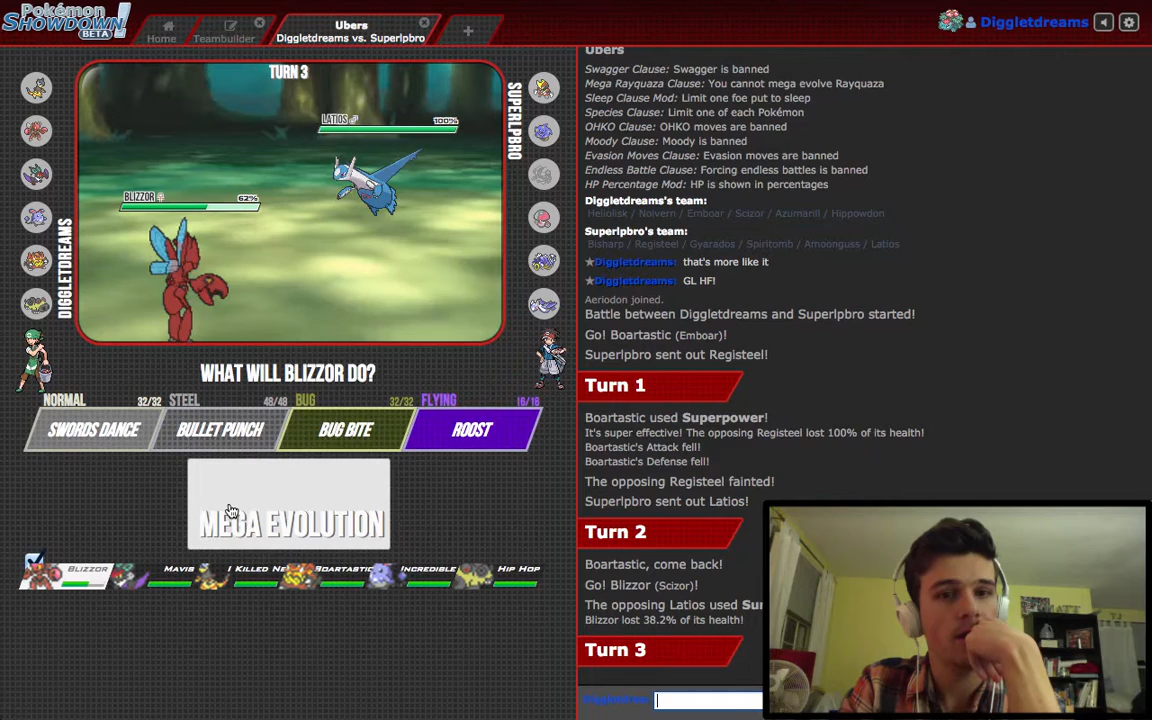 Pokémon
SHOWDOWN!
BETA
Home
Teambuilder
Ubers
Diggletdreams vs. Superlpbro
Diggletdreams
TURN 3
LATIOS
100%
BLIZZOR
62%
DIGGLETDREAMS
SUPERLPBRO
WHAT WILL BLIZZOR DO?
NORMAL 32/32 STEEL 48/48 BUG 32/32 FLYING 16/16
SWORDS DANCE BULLET PUNCH BUG BITE ROOST
MEGA EVOLUTION
BLIZZOR MAVIS I KILLED NE BOARTASTIC INCREDIBLE HIP HOP
Ubers
Swagger Clause: Swagger is banned
Mega Rayquaza Clause: You cannot mega evolve Rayquaza
Sleep Clause Mod: Limit one foe put to sleep
Species Clause: Limit one of each Pokémon
OHKO Clause: OHKO moves are banned
Moody Clause: Moody is banned
Evasion Moves Clause: Evasion moves are banned
Endless Battle Clause: Forcing endless battles is banned
HP Percentage Mod: HP is shown in percentages
Diggletdreams's team:
Heliolisk / Noivern / Emboar / Scizor / Azumarill / Hippowdon
Superlpbro's team:
Bisharp / Registeel / Gyarados / Spiritomb / Amoonguss / Latios
★Diggletdreams: that's more like it
★Diggletdreams: GL HF!
Aeriodon joined.
Battle between Diggletdreams and Superlpbro started!
Go! Boartastic (Emboar)!
Superlpbro sent out Registeel!
Turn 1
Boartastic used Superpower!
It's super effective! The opposing Registeel lost 100% of its health!
Boartastic's Attack fell!
Boartastic's Defense fell!
The opposing Registeel fainted!
Superlpbro sent out Latios!
Turn 2
Boartastic, come back!
Go! Blizzor (Scizor)!
The opposing Latios used Su
Blizzor lost 38.2% of its health!
Turn 3